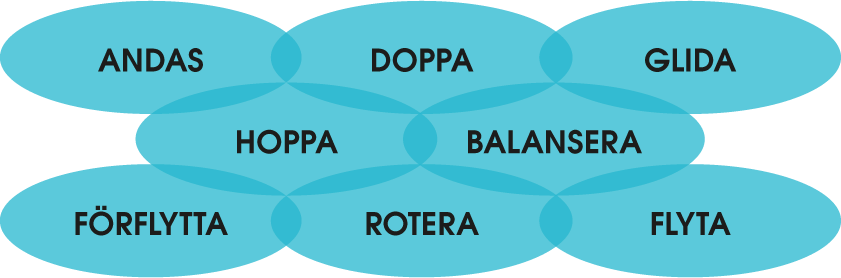 ANDAS DOPPA GLIDA
HOPPA BALANSERA
FÖRFLYTTA ROTERA FLYTA